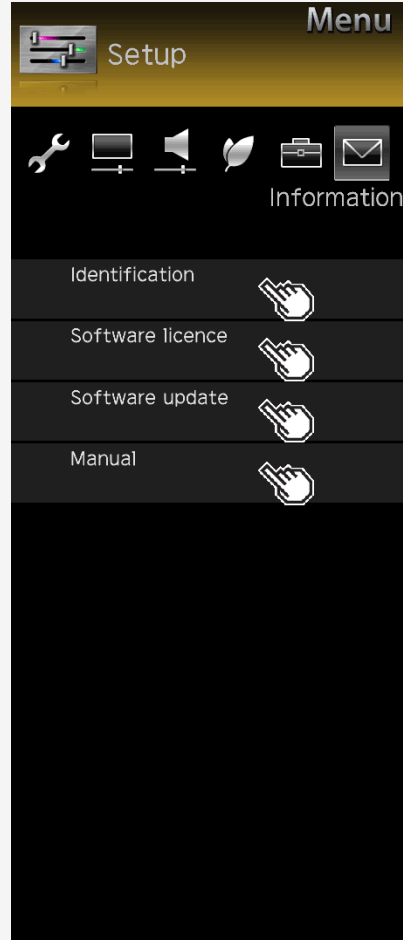 Menu
Setup
Information
Identification
Software licence
Software update
Manual